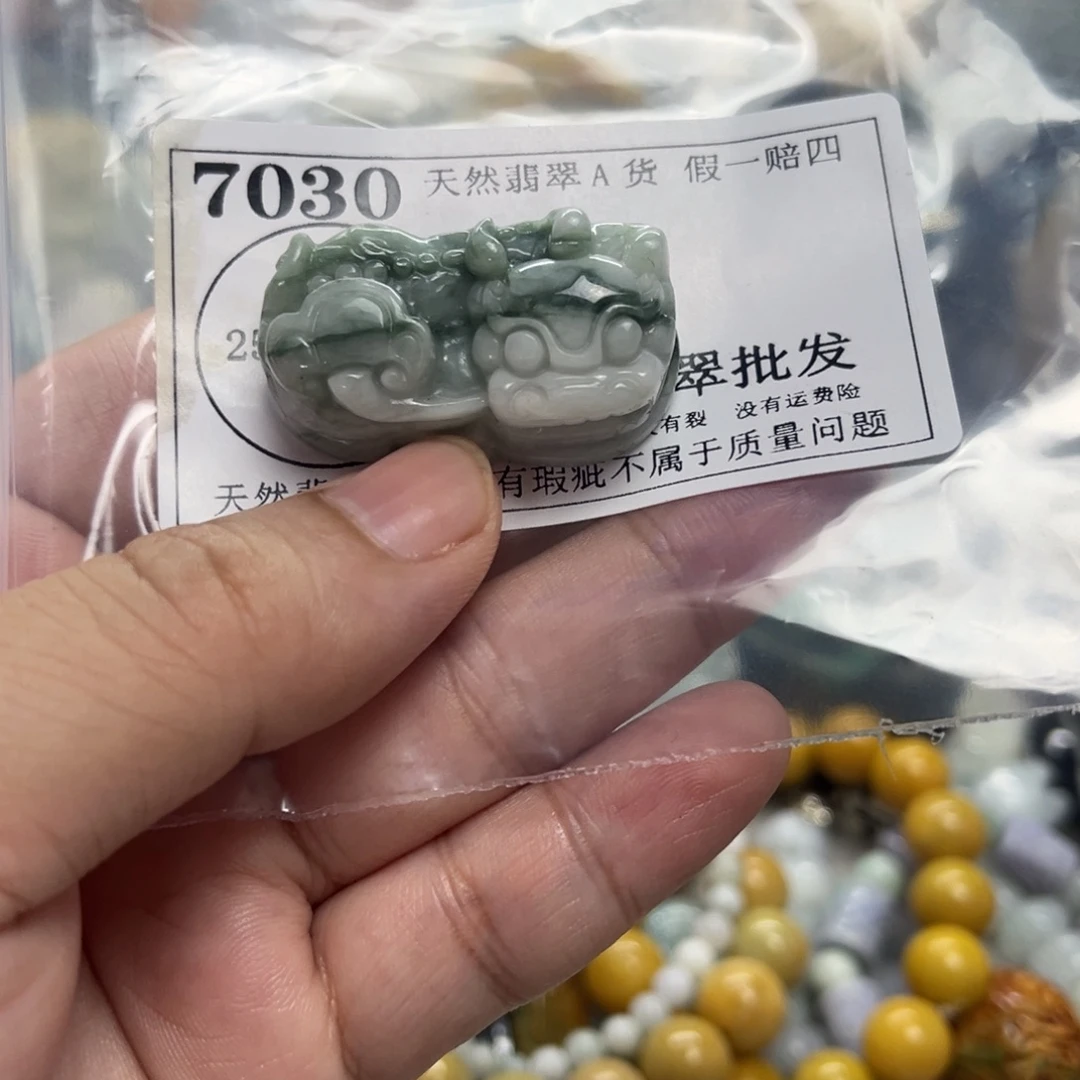 7030 天然翡翠A货 假一赔四
25
翠批发
有裂 没有运费险
天然翡
有瑕疵不属于质量问题